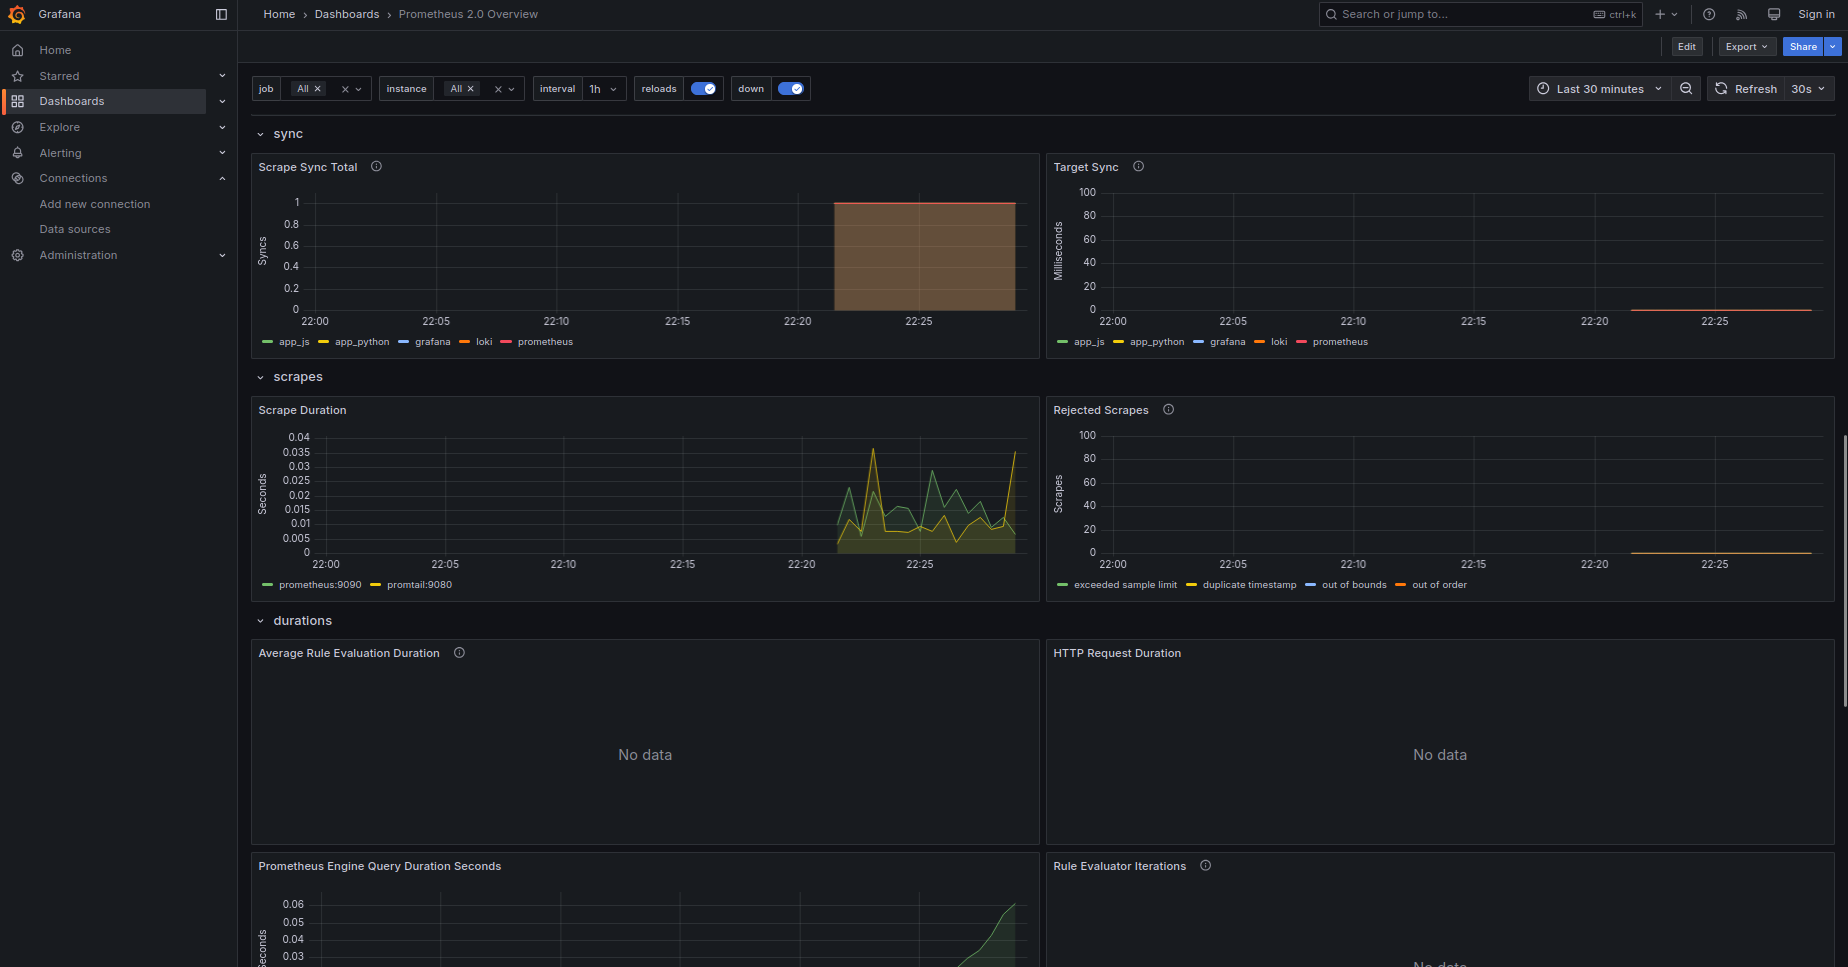 Grafana
Home › Dashboards › Prometheus 2.0 Overview
Search or jump to...
ctrl+k
Sign in
Edit
Export
Share
Home
Starred
Dashboards
Explore
Alerting
Connections
Add new connection
Data sources
Administration
job All
instance All
interval 1h
reloads
down
Last 30 minutes
Refresh 30s
sync
Scrape Sync Total
Syncs
1
0.8
0.6
0.4
0.2
0
22:00 22:05 22:10 22:15 22:20 22:25
app_js app_python grafana loki prometheus
Target Sync
Milliseconds
100
80
60
40
20
0
22:00 22:05 22:10 22:15 22:20 22:25
app_js app_python grafana loki prometheus
scrapes
Scrape Duration
Seconds
0.04
0.035
0.03
0.025
0.02
0.015
0.01
0.005
0
22:00 22:05 22:10 22:15 22:20 22:25
prometheus:9090 promtail:9080
Rejected Scrapes
Scrapes
100
80
60
40
20
0
22:00 22:05 22:10 22:15 22:20 22:25
exceeded sample limit duplicate timestamp out of bounds out of order
durations
Average Rule Evaluation Duration
No data
HTTP Request Duration
No data
Prometheus Engine Query Duration Seconds
Seconds
0.06
0.05
0.04
0.03
Rule Evaluator Iterations
No data